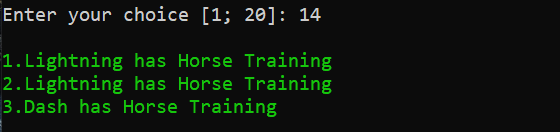 Enter your choice [1; 20]: 14
1.Lightning has Horse Training
2.Lightning has Horse Training
3.Dash has Horse Training